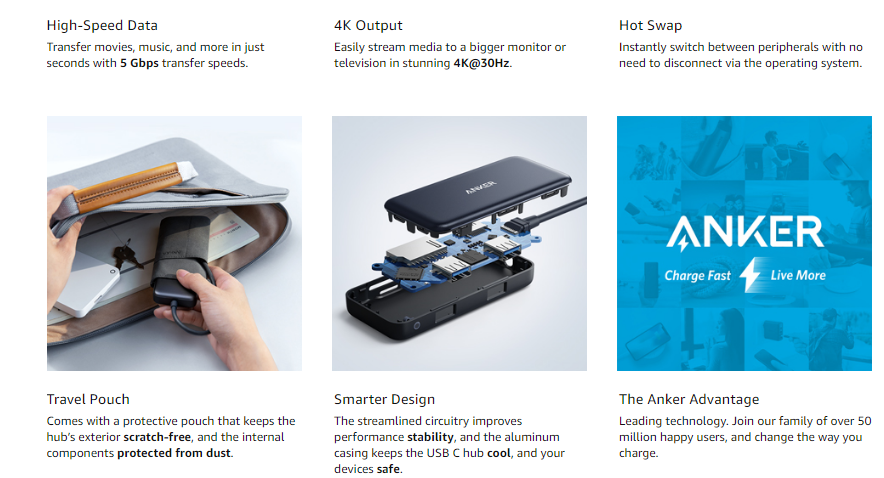 High-Speed Data
Transfer movies, music, and more in just
seconds with 5 Gbps transfer speeds.
4K Output
Easily stream media to a bigger monitor or
television in stunning 4K@30Hz.
Hot Swap
Instantly switch between peripherals with no
need to disconnect via the operating system.
ANKER
ANKER
Charge Fast Live More
Travel Pouch
Comes with a protective pouch that keeps the
hub's exterior scratch-free, and the internal
components protected from dust.
Smarter Design
The streamlined circuitry improves
performance stability, and the aluminum
casing keeps the USB C hub cool, and your
devices safe.
The Anker Advantage
Leading technology. Join our family of over 50
million happy users, and change the way you
charge.